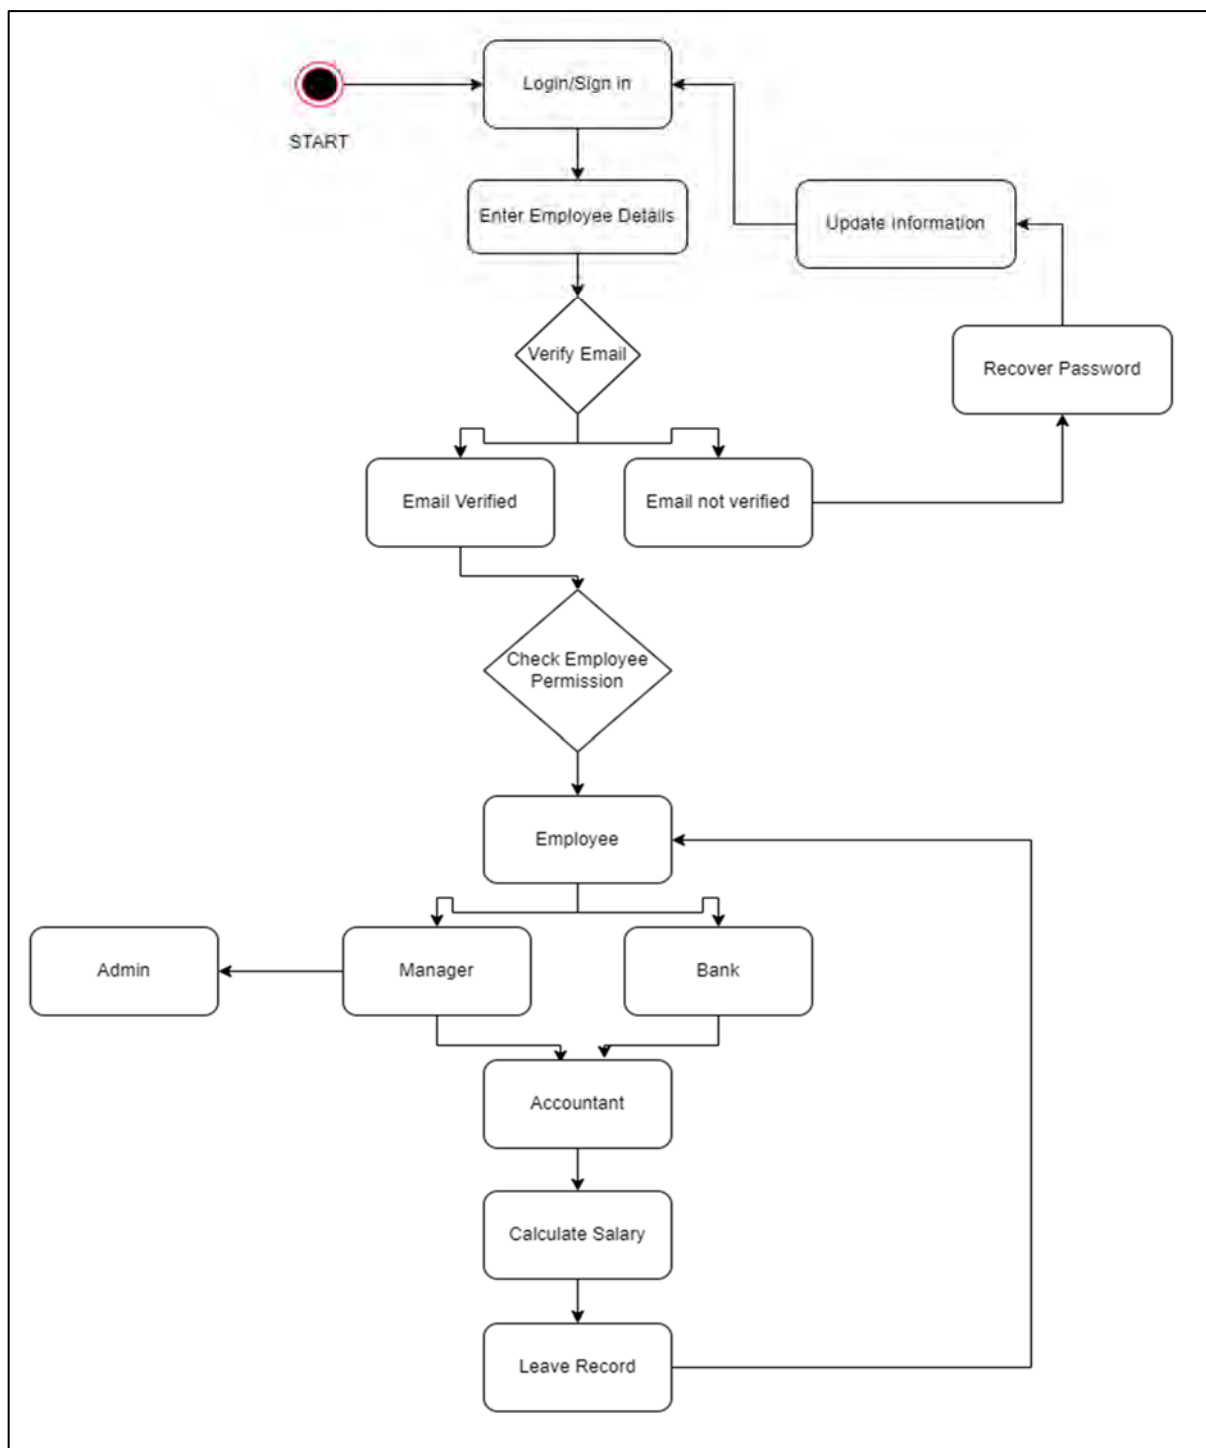 Login/Sign in
START
Enter Employee Details
Update information
Verify Email
Recover Password
Email Verified
Email not verified
Check Employee
Permission
Employee
Admin
Manager
Bank
Accountant
Calculate Salary
Leave Record